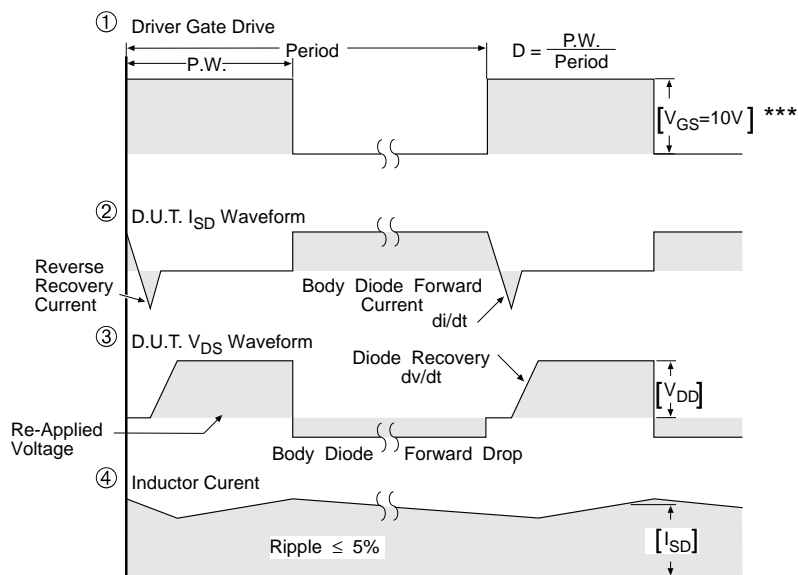 ① Driver Gate Drive
Period
P.W.
D = P.W.
Period
[VGS=10V] ***
② D.U.T. ISD Waveform
Reverse
Recovery
Current
Body Diode Forward
Current
di/dt
③ D.U.T. VDS Waveform
Diode Recovery
dv/dt
[VDD]
Re-Applied
Voltage
Body Diode Forward Drop
④ Inductor Curent
Ripple ≤ 5%
[ISD]